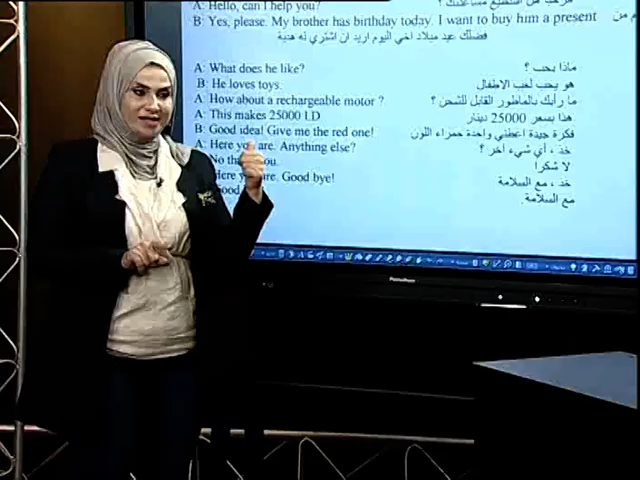 A: Hello, can I help you?
B: Yes, please. My brother has birthday today. I want to buy him a present
فضلك عيد ميلاد اخي اليوم اريد ان اشتري له هدية
A: What does he like?
ماذا يحب ؟
B: He loves toys.
هو يحب لعب الاطفال
A: How about a rechargeable motor ?
ما رأيك بالماطور القابل للشحن ؟
A: This makes 25000 I.D
هذا بسعر 25000 دينار
B: Good idea! Give me the red one!
فكرة جيدة اعطني واحدة حمراء اللون
A: Here you are. Anything else?
خذ ، أي شيء اخر ؟
No
لا شكرا
Here you are. Good bye!
خذ ، مع السلامة
Good
مع السلامة.